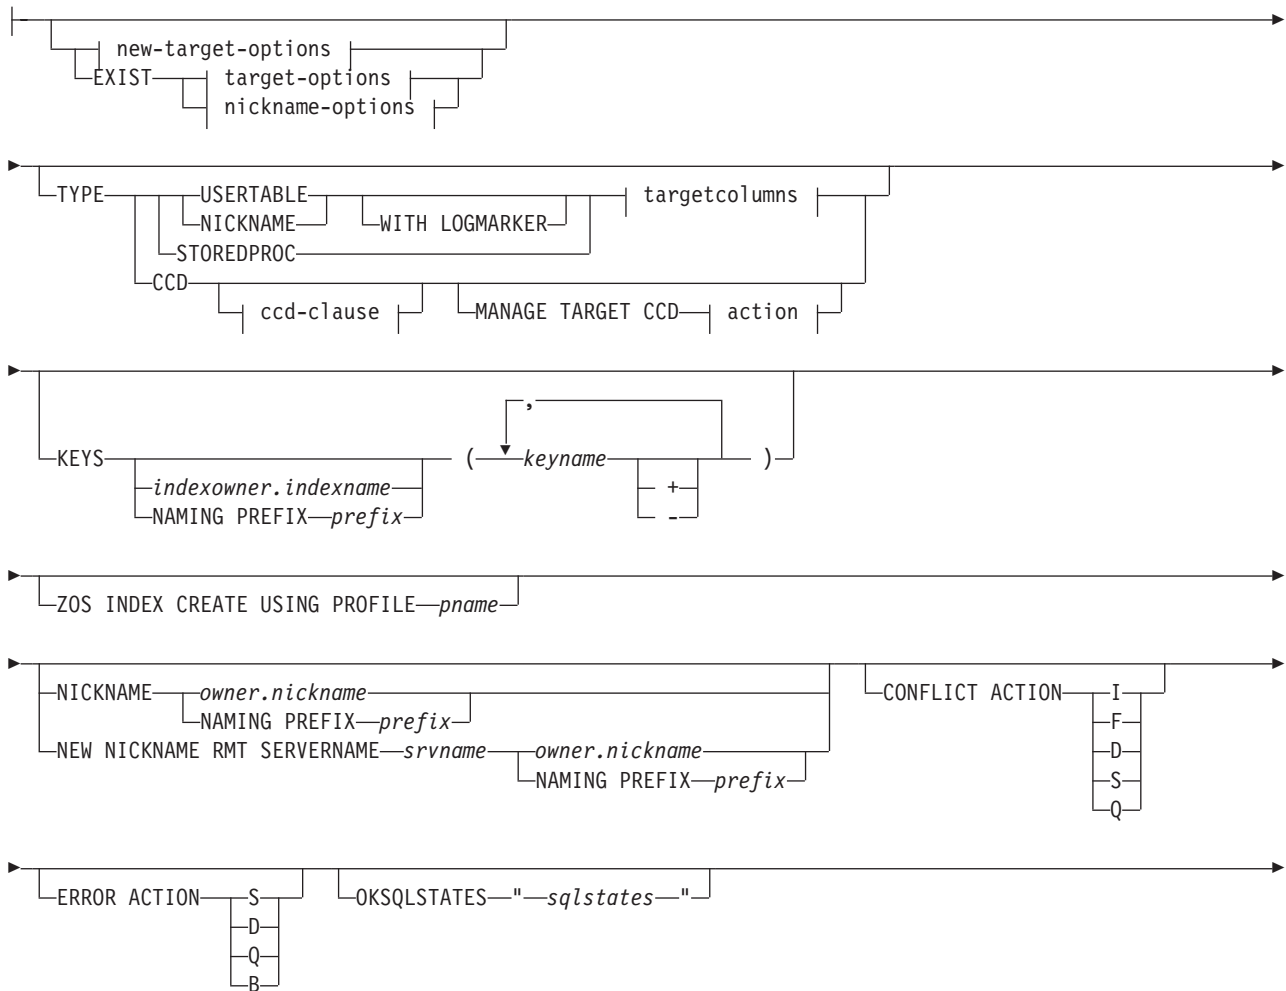 new-target-options
EXIST target-options
nickname-options
TYPE USERTABLE targetcolumns
NICKNAME WITH LOGMARKER
STOREDPROC
CCD
ccd-clause MANAGE TARGET CCD action
,
KEYS ( keyname )
indexowner.indexname +
NAMING PREFIX prefix -
ZOS INDEX CREATE USING PROFILE pname
NICKNAME owner.nickname CONFLICT ACTION I
NAMING PREFIX prefix F
NEW NICKNAME RMT SERVERNAME srvname owner.nickname D
NAMING PREFIX prefix S
Q
ERROR ACTION S OKSQLSTATES " sqlstates "
D
Q
B